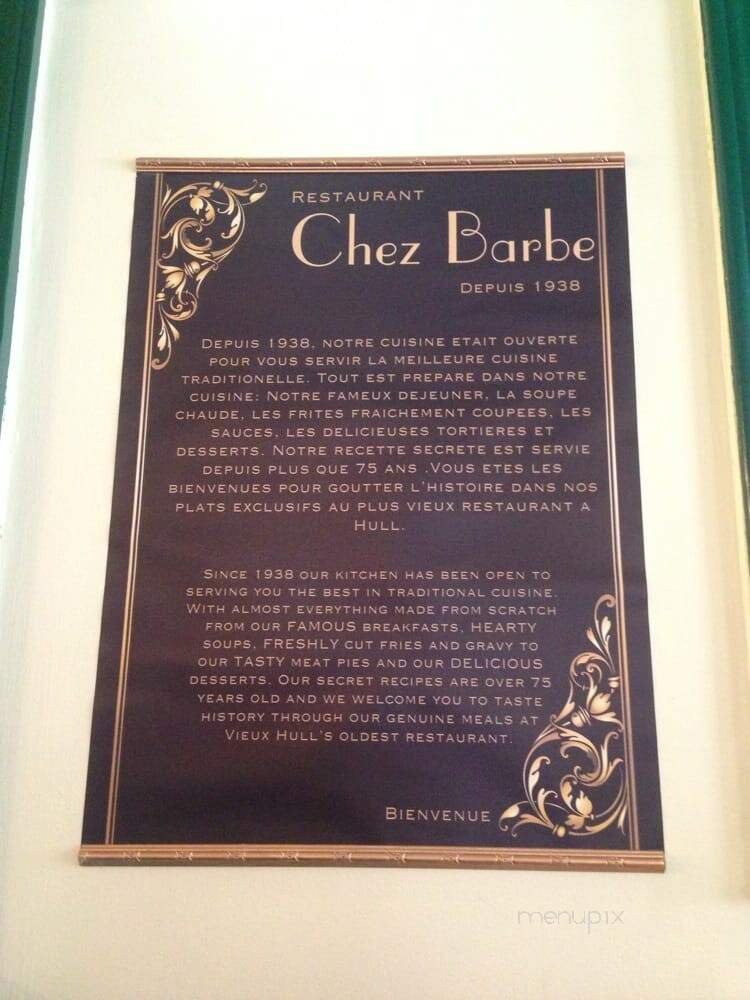 Restaurant
Chez Barbe
Depuis 1938
Depuis 1938, notre cuisine etait ouverte
pour vous servir la meilleure cuisine
traditionelle. Tout est prepare dans notre
cuisine: Notre fameux dejeuner, la soupe
chaude, les frites fraichement coupees, les
sauces, les delicieuses tortieres et
desserts. Notre recette secrete est servie
depuis plus que 75 ans .Vous etes les
bienvenues pour goutter l'histoire dans nos
plats exclusifs au plus vieux restaurant a
Hull.
Since 1938 our kitchen has been open to
serving you the best in traditional cuisine.
With almost everything made from scratch
from our FAMOUS breakfasts, HEARTY
soups, FRESHLY cut fries and gravy to
our TASTY meat pies and our DELICIOUS
desserts. Our secret recipes are over 75
years old and we welcome you to taste
history through our genuine meals at
Vieux Hull's oldest restaurant.
Bienvenue
menupix